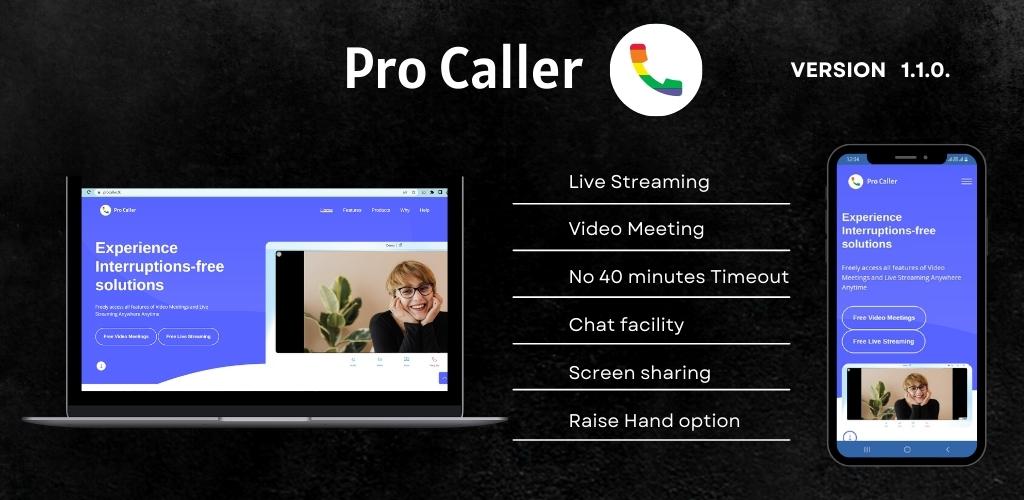 Pro Caller
VERSION 1.1.0.
Live Streaming
Video Meeting
No 40 minutes Timeout
Chat facility
Screen sharing
Raise Hand option
Pro Caller
Home Features Products Why Help
Experience
Interruptions-free
solutions
Freely access all features of Video Meetings and Live
Streaming Anywhere Anytime
Free Video Meetings Free Live Streaming
12:54
Pro Caller
Experience
Interruptions-free
solutions
Freely access all features of Video
Meetings and Live Streaming Anywhere
Anytime
Free Video Meetings
Free Live Streaming